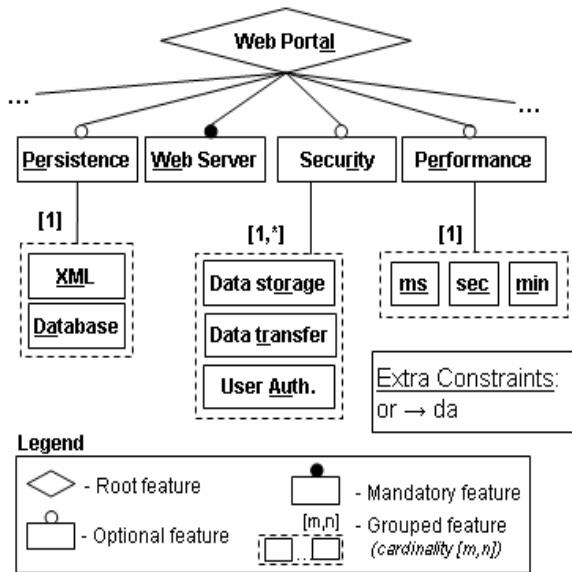 Web Portal
...
...
Persistence
Web Server
Security
Performance
[1]
[1,*]
[1]
XML
Database
Data storage
Data transfer
User Auth.
ms
sec
min
Extra Constraints:
or → da
Legend
- Root feature
- Mandatory feature
- Optional feature
[m,n]
- Grouped feature
(cardinality [m,n])
...